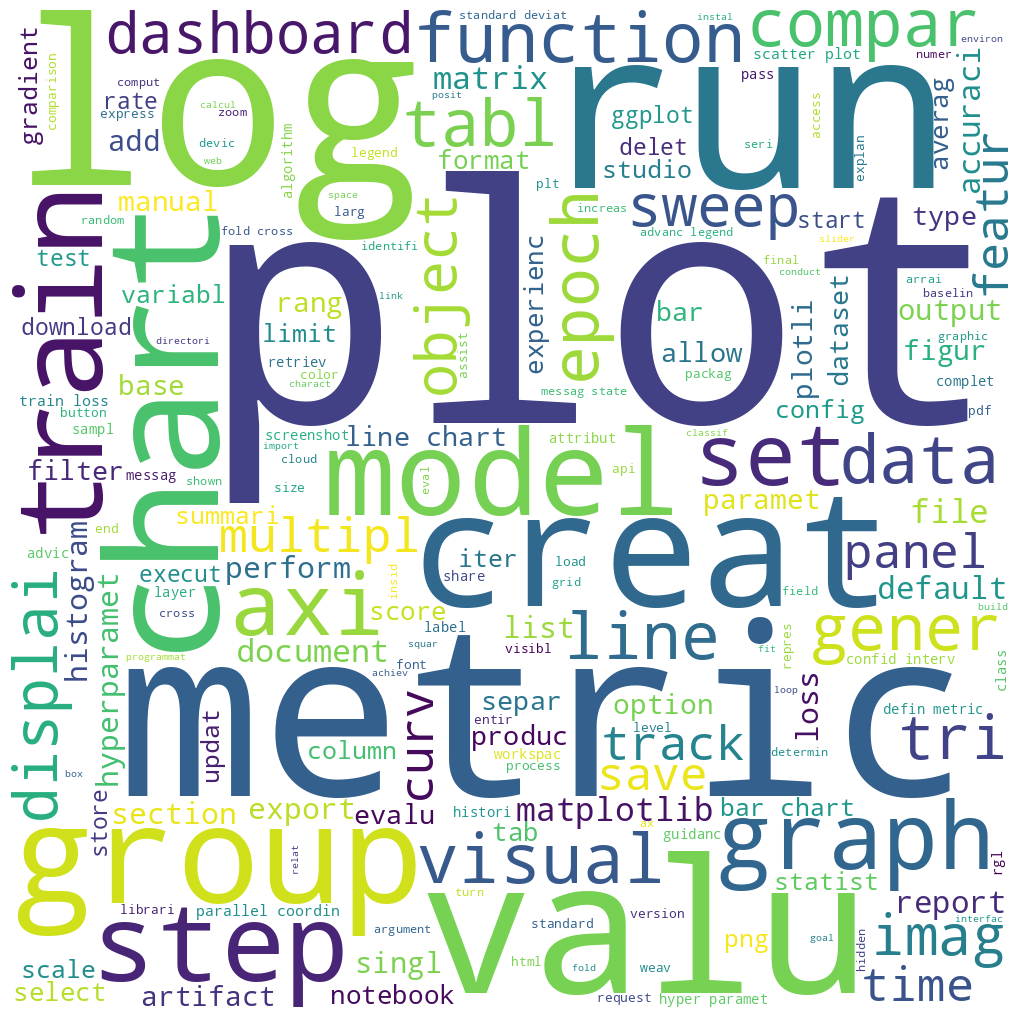 standard deviat
instal
dashboard
function
compar
environ
log
run
gradient
comparison
comput
rate
express
zoom
calcul
add
devic
web
algorithm
matrix
posit
tabl
format
legend
scatter plot
numer
pass
ggplot
delet
studio
seri
access
explan
averag
accuraci
featur
train
manual
random
test
chart
space
larg
fold cross
identifi
plt
increas
advanc legend
sweep
start
type
slider
final
conduct
arrai
baselin
variabl
download
directori
rang
limit
retriev
color
charact
link
object
assist
experienc
epoch
plot
bar
allow
packag
messag state
plotli
dataset
output
graphic
figur
complet
config
pdf
base
train loss
button
sampl
screenshot
import
cloud
size
line chart
attribut
classif
api
eval
model
set
data
filter
messag
shown
summari
multipl
paramet
file
end
advic
histogram
execut
layer
cross
perform
insid
creat
iter
share
load
grid
panel
default
field
build
displai
hyperparamet
axi
score
document
label
squar
list
visibl
line
gener
repres
fit
confid interv
class
programmat
font
achiev
metric
separ
entir
produc
workspac
process
option
level
track
loop
determin
loss
defin metric
tri
box
updat
column
curv
save
store
section
export
evalu
histori
matplotlib
tab
ax
guidanc
bar chart
graph
rgl
group
relat
visual
turn
valu
statist
report
interfac
librari
parallel coordin
argument
standard
version
step
png
goal
hidden
imag
scale
select
artifact
singl
notebook
html
fold
weav
request
hyper paramet
time